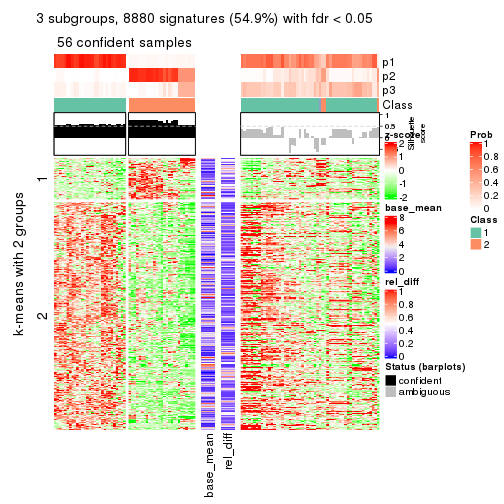 3 subgroups, 8880 signatures (54.9%) with fdr < 0.05
56 confident samples
p1
p2
p3
Class
1
0.5
0
Silhouette
score
k-means with 2 groups
1
2
base_mean
rel_diff
z-score
2
1
0
-1
-2
base_mean
8
6
4
2
0
rel_diff
1
0.8
0.6
0.4
0.2
0
Status (barplots)
confident
ambiguous
Prob
1
0.8
0.6
0.4
0.2
0
Class
1
2